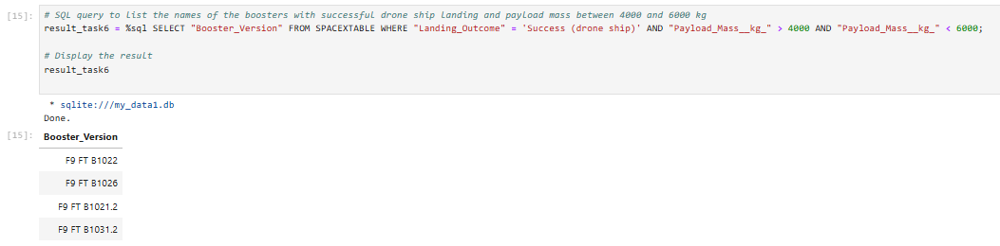 [15]:
# SQL query to list the names of the boosters with successful drone ship landing and payload mass between 4000 and 6000 kg
result_task6 = %sql SELECT "Booster_Version" FROM SPACEXTABLE WHERE "Landing_Outcome" = 'Success (drone ship)' AND "Payload_Mass__kg_" > 4000 AND "Payload_Mass__kg_" < 6000;
# Display the result
result_task6
* sqlite:///my_data1.db
Done.
[15]:
Booster_Version
F9 FT B1022
F9 FT B1026
F9 FT B1021.2
F9 FT B1031.2